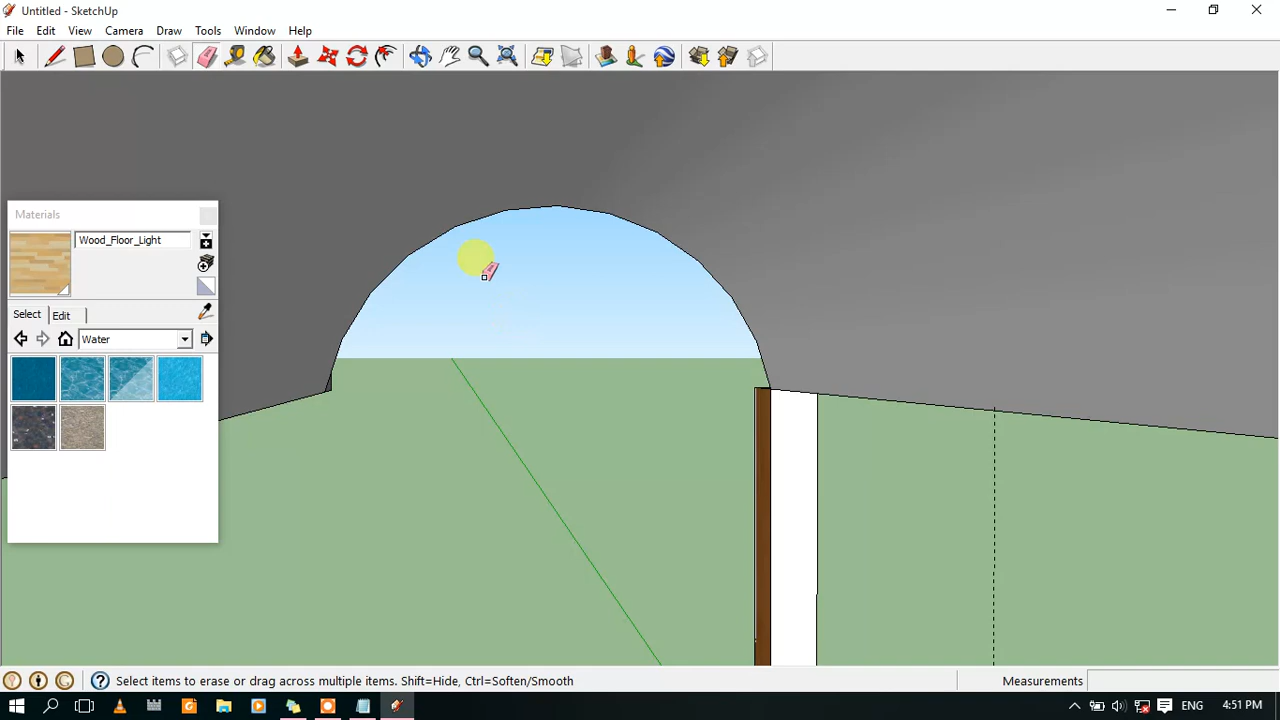 Untitled - SketchUp
File Edit View Camera Draw Tools Window Help
Materials
Wood_Floor_Light
Select Edit
Water
Select items to erase or drag across multiple items. Shift=Hide, Ctrl=Soften/Smooth
Measurements
ENG 4:51 PM